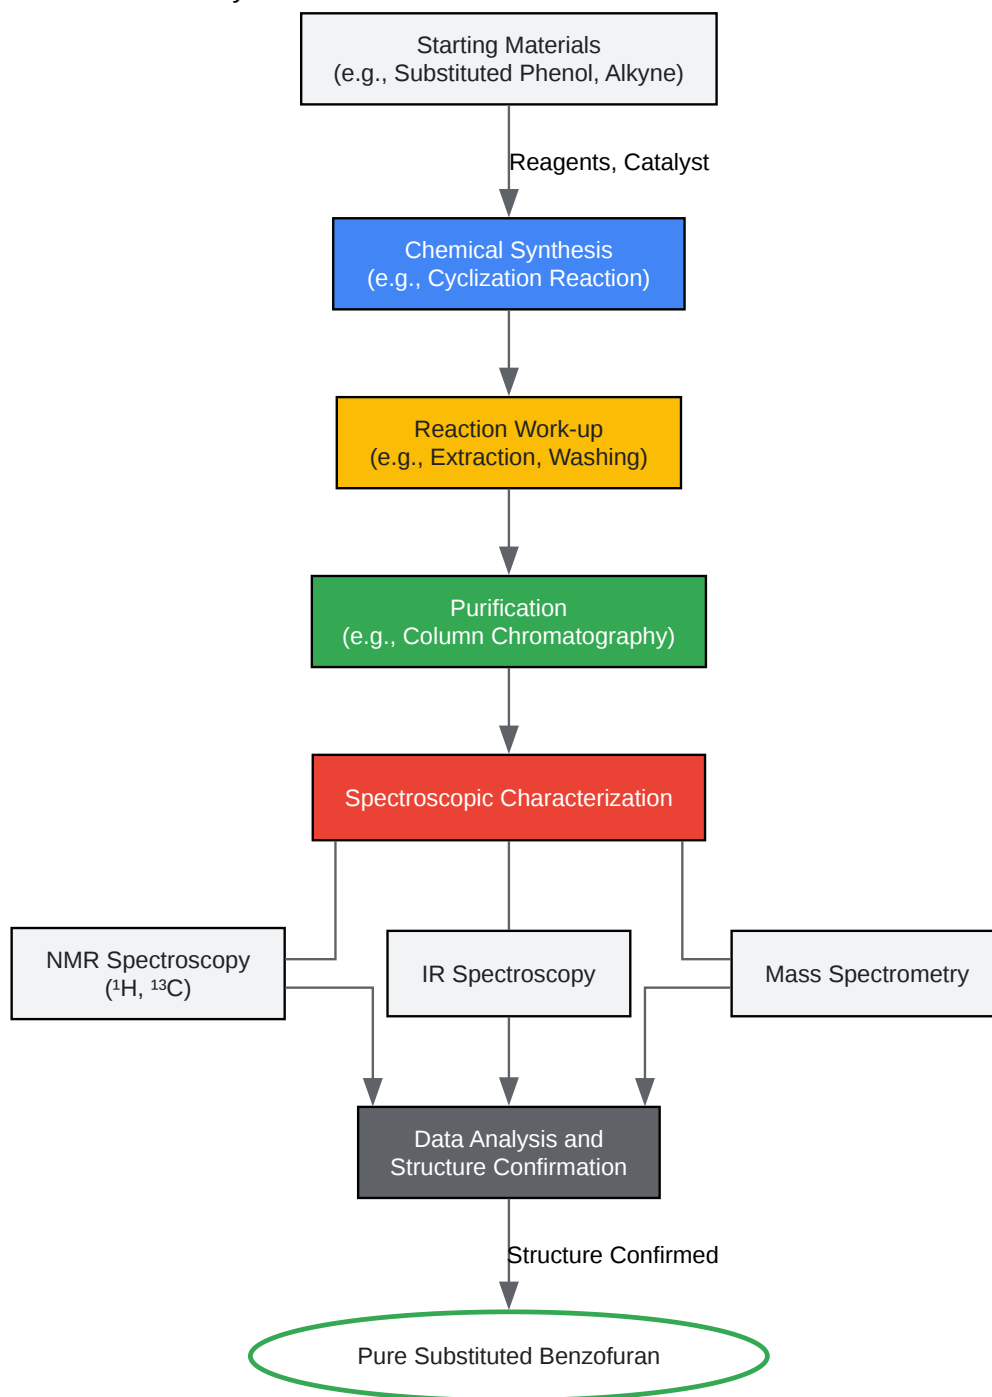 Starting Materials
(e.g., Substituted Phenol, Alkyne)
Reagents, Catalyst
Chemical Synthesis
(e.g., Cyclization Reaction)
Reaction Work-up
(e.g., Extraction, Washing)
Purification
(e.g., Column Chromatography)
Spectroscopic Characterization
NMR Spectroscopy
(¹H, ¹³C)
IR Spectroscopy
Mass Spectrometry
Data Analysis and
Structure Confirmation
Structure Confirmed
Pure Substituted Benzofuran